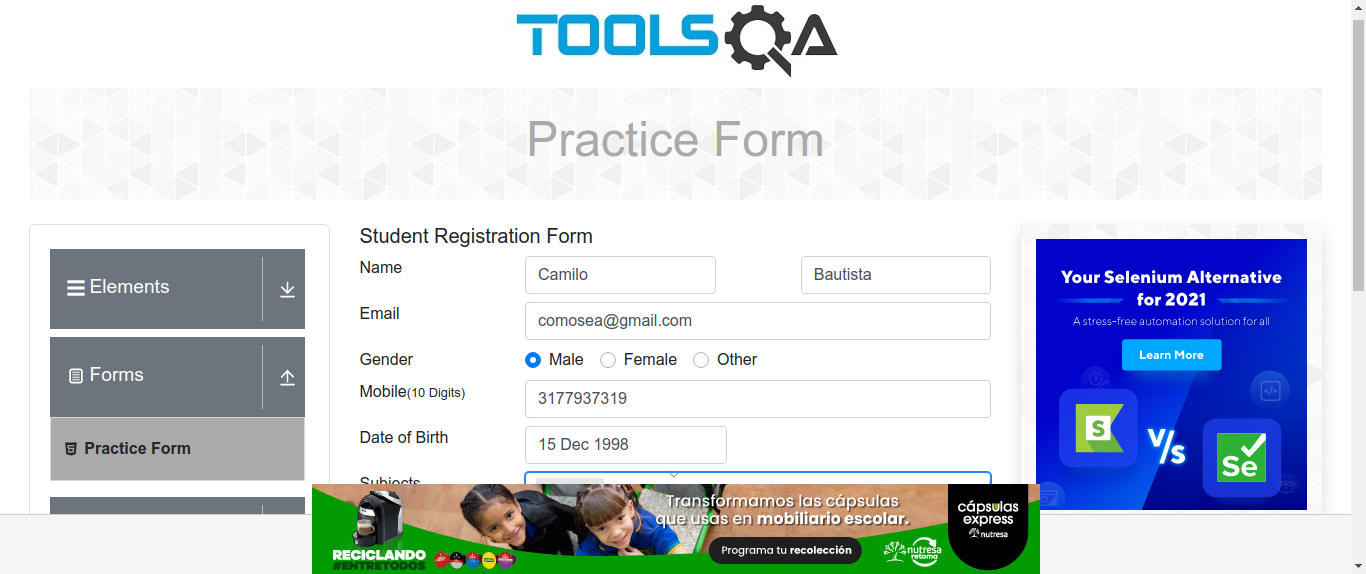 TOOLSQA
Practice Form
Elements
Forms
Practice Form
Student Registration Form
Name
Camilo
Bautista
Email
comosea@gmail.com
Gender
Male
Female
Other
Mobile(10 Digits)
3177937319
Date of Birth
15 Dec 1998
Subjects
Your Selenium Alternative
for 2021
A stress-free automation solution for all
Learn More
S
V/s
Se
RECICLANDO
#ENTRETODOS
Transformamos las cápsulas
que usas en mobiliario escolar.
Programa tu recolección
nutresa
retoma
cápsulas
express
nutresa